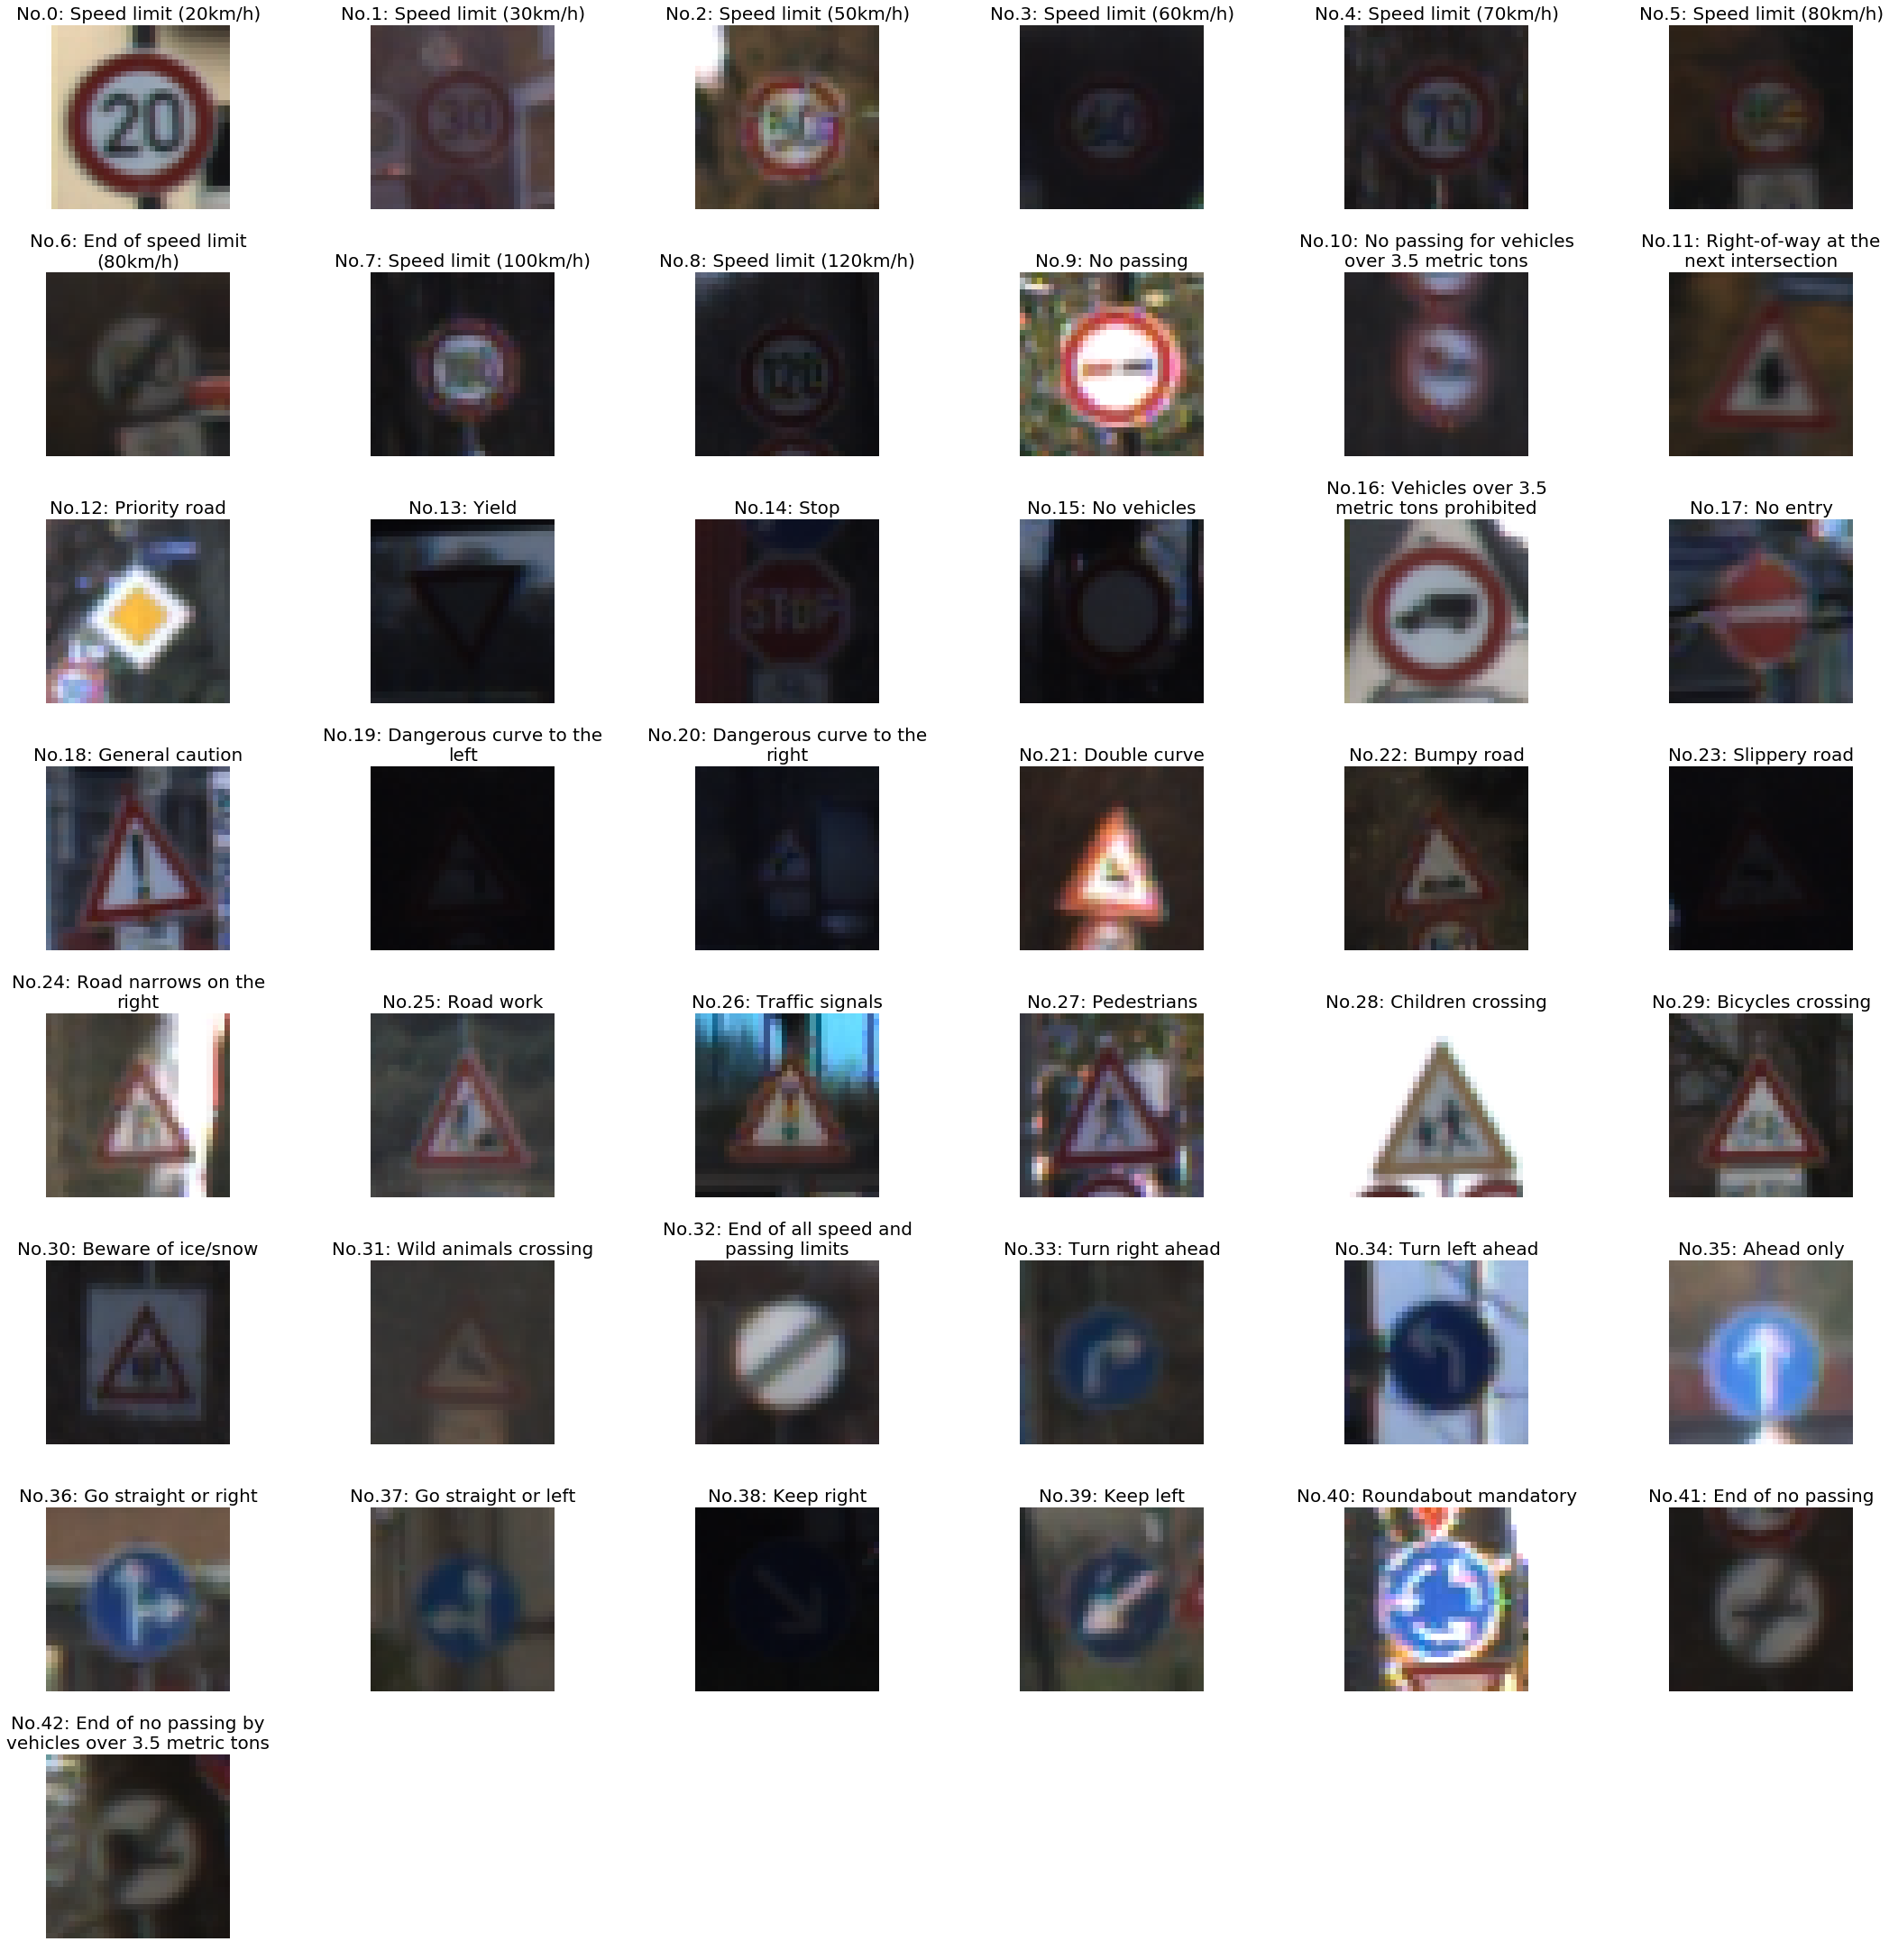 No.0: Speed limit (20km/h)
No.1: Speed limit (30km/h)
No.2: Speed limit (50km/h)
No.3: Speed limit (60km/h)
No.4: Speed limit (70km/h)
No.5: Speed limit (80km/h)
20
30
70
No.6: End of speed limit
(80km/h)
No.7: Speed limit (100km/h)
No.8: Speed limit (120km/h)
No.9: No passing
No.10: No passing for vehicles
over 3.5 metric tons
No.11: Right-of-way at the
next intersection
120
No.12: Priority road
No.13: Yield
No.14: Stop
No.15: No vehicles
No.16: Vehicles over 3.5
metric tons prohibited
No.17: No entry
STOP
No.18: General caution
No.19: Dangerous curve to the
left
No.20: Dangerous curve to the
right
No.21: Double curve
No.22: Bumpy road
No.23: Slippery road
No.24: Road narrows on the
right
No.25: Road work
No.26: Traffic signals
No.27: Pedestrians
No.28: Children crossing
No.29: Bicycles crossing
No.30: Beware of ice/snow
No.31: Wild animals crossing
No.32: End of all speed and
passing limits
No.33: Turn right ahead
No.34: Turn left ahead
No.35: Ahead only
No.36: Go straight or right
No.37: Go straight or left
No.38: Keep right
No.39: Keep left
No.40: Roundabout mandatory
No.41: End of no passing
No.42: End of no passing by
vehicles over 3.5 metric tons